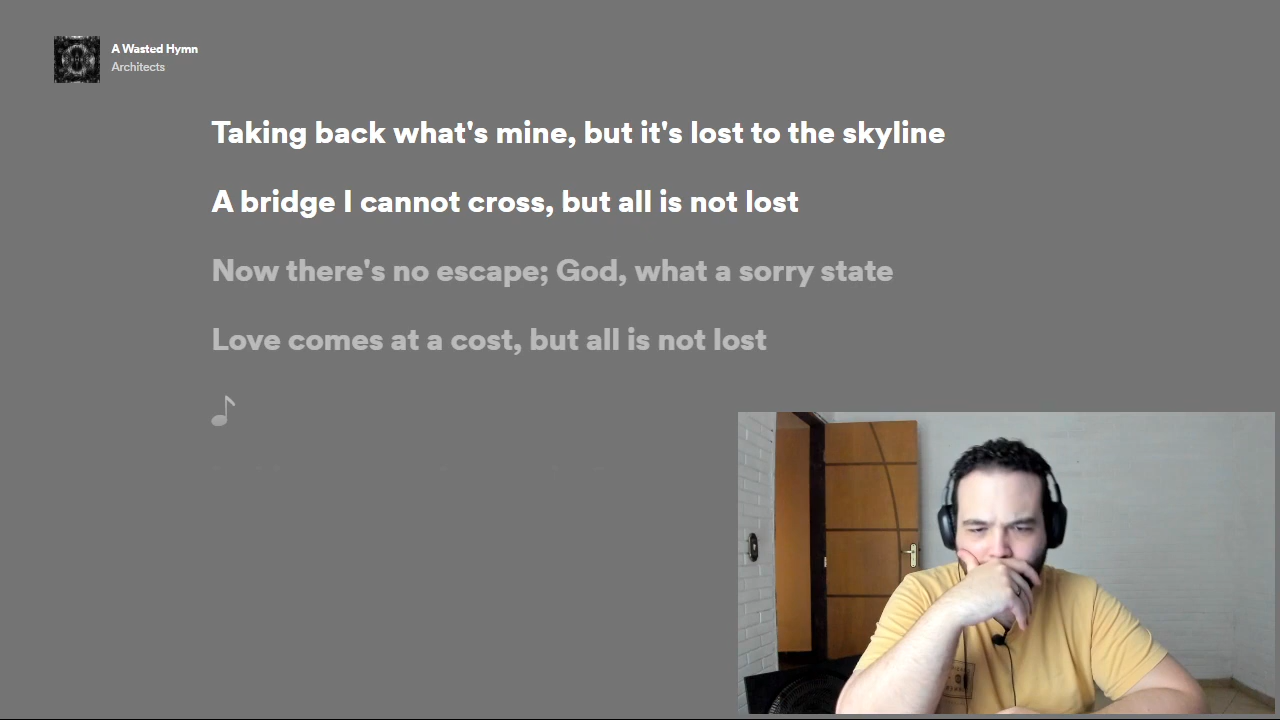 A Wasted Hymn
Architects
Taking back what's mine, but it's lost to the skyline
A bridge I cannot cross, but all is not lost
Now there's no escape; God, what a sorry state
Love comes at a cost, but all is not lost